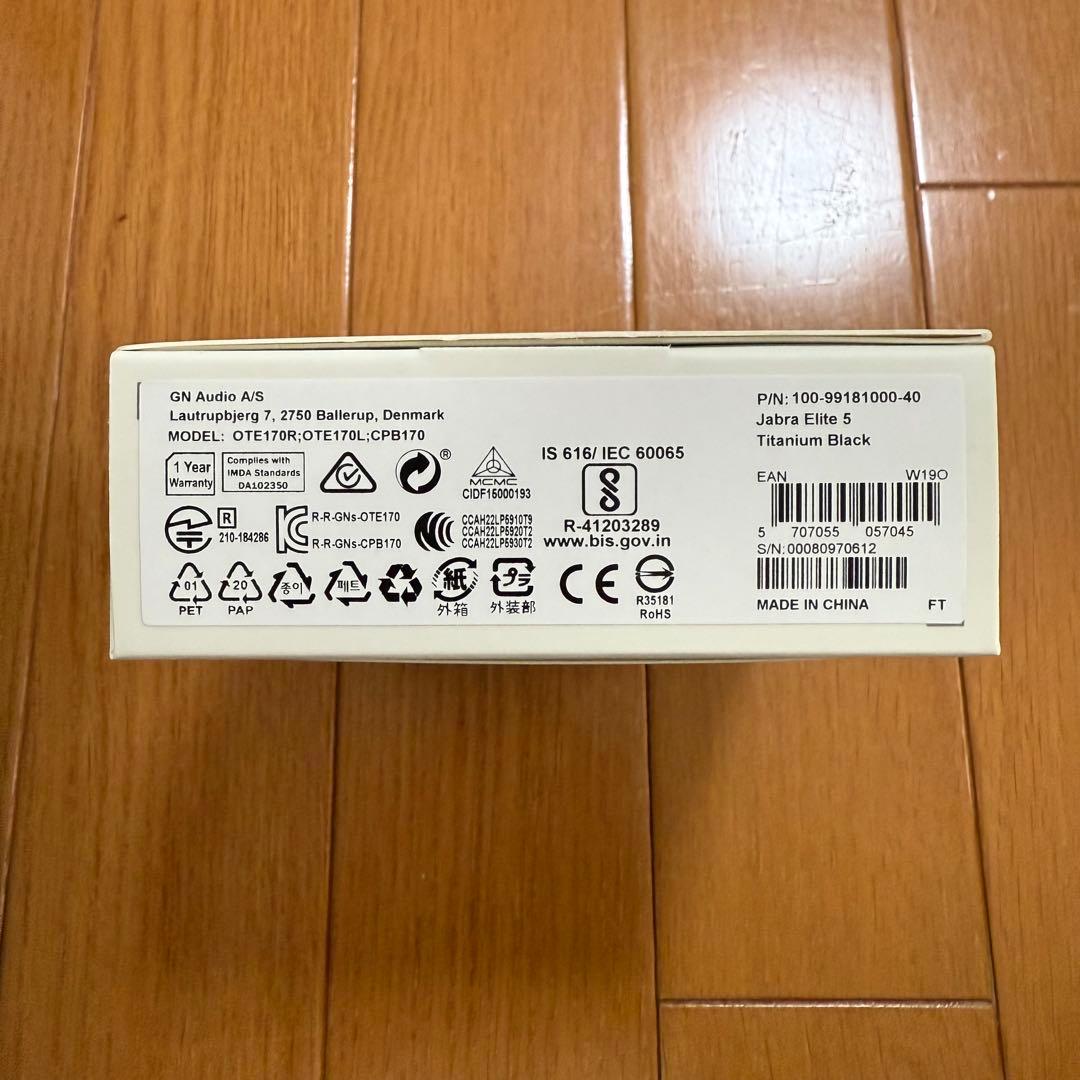 GN Audio A/S
Lautrupbjerg 7, 2750 Ballerup, Denmark
MODEL: OTE170R;OTE170L;CPB170
1 Year
Warranty
Complies with
IMDA Standards
DA102350
®
MCMC
CIDF15000193
IS 616/ IEC 60065
R-41203289
www.bis.gov.in
R
210-184286
R-R-GNs-OTE170
R-R-GNs-CPB170
CCAH22LP5910T9
CCAH22LP5920T2
CCAH22LP5930T2
01
PET
20
PAP
종이
페트
紙
外箱
プラ
外装部
CE
R35181
RoHS
P/N: 100-99181000-40
Jabra Elite 5
Titanium Black
EAN W19O
5 707055 057045
S/N: 00080970612
MADE IN CHINA FT